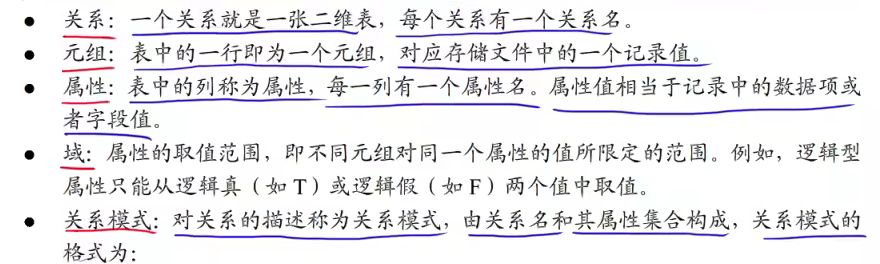 ● 关系：一个关系就是一张二维表，每个关系有一个关系名。
● 元组：表中的一行即为一个元组，对应存储文件中的一个记录值。
● 属性：表中的列称为属性，每一列有一个属性名。属性值相当于记录中的数据项或
者字段值。
● 域：属性的取值范围，即不同元组对同一个属性的值所限定的范围。例如，逻辑型
属性只能从逻辑真（如 T）或逻辑假（如 F）两个值中取值。
● 关系模式：对关系的描述称为关系模式，由关系名和其属性集合构成，关系模式的
格式为：